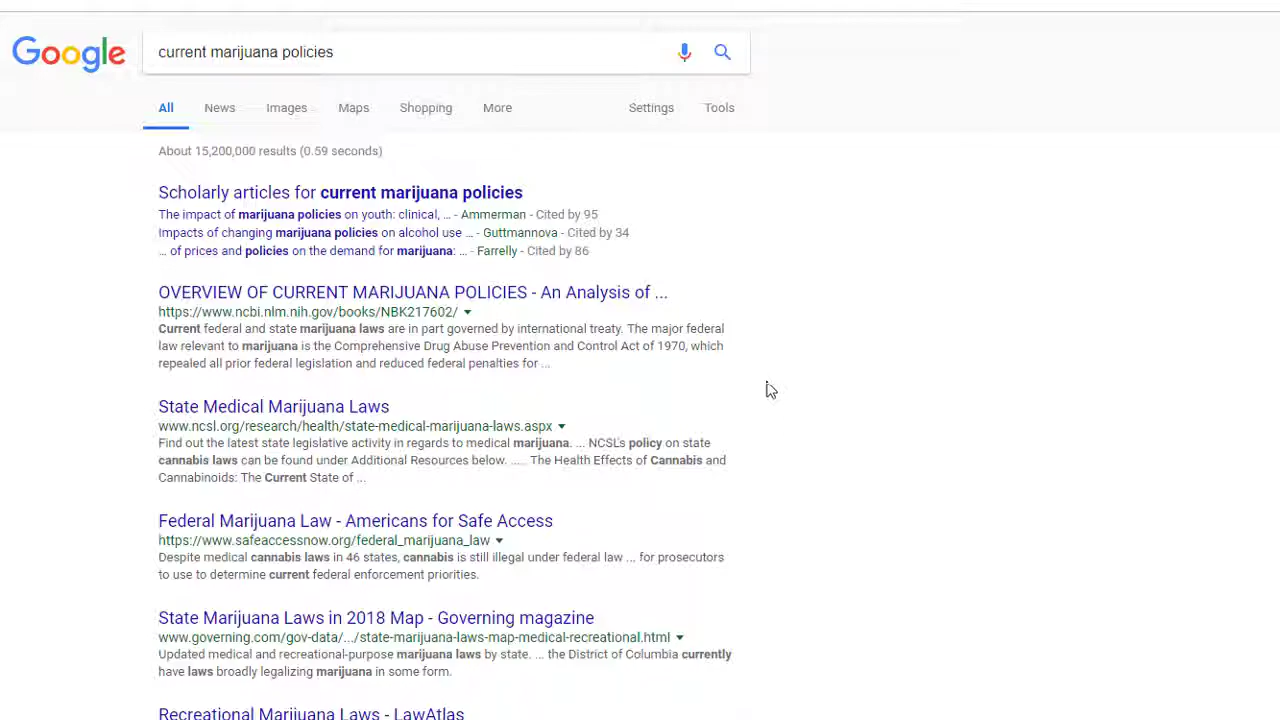 Google
current marijuana policies
All News Images Maps Shopping More Settings Tools
About 15,200,000 results (0.59 seconds)
Scholarly articles for current marijuana policies
The impact of marijuana policies on youth: clinical, ... - Ammerman - Cited by 95
Impacts of changing marijuana policies on alcohol use ... - Guttmannova - Cited by 34
... of prices and policies on the demand for marijuana: ... - Farrelly - Cited by 86
OVERVIEW OF CURRENT MARIJUANA POLICIES - An Analysis of ...
https://www.ncbi.nlm.nih.gov/books/NBK217602/
Current federal and state marijuana laws are in part governed by international treaty. The major federal
law relevant to marijuana is the Comprehensive Drug Abuse Prevention and Control Act of 1970, which
repealed all prior federal legislation and reduced federal penalties for ...
State Medical Marijuana Laws
www.ncsl.org/research/health/state-medical-marijuana-laws.aspx
Find out the latest state legislative activity in regards to medical marijuana. ... NCSL's policy on state
cannabis laws can be found under Additional Resources below. ..... The Health Effects of Cannabis and
Cannabinoids: The Current State of ...
Federal Marijuana Law - Americans for Safe Access
https://www.safeaccessnow.org/federal_marijuana_law
Despite medical cannabis laws in 46 states, cannabis is still illegal under federal law ... for prosecutors
to use to determine current federal enforcement priorities.
State Marijuana Laws in 2018 Map - Governing magazine
www.governing.com/gov-data/.../state-marijuana-laws-map-medical-recreational.html
Updated medical and recreational-purpose marijuana laws by state. ... the District of Columbia currently
have laws broadly legalizing marijuana in some form.
Recreational Marijuana Laws - LawAtlas